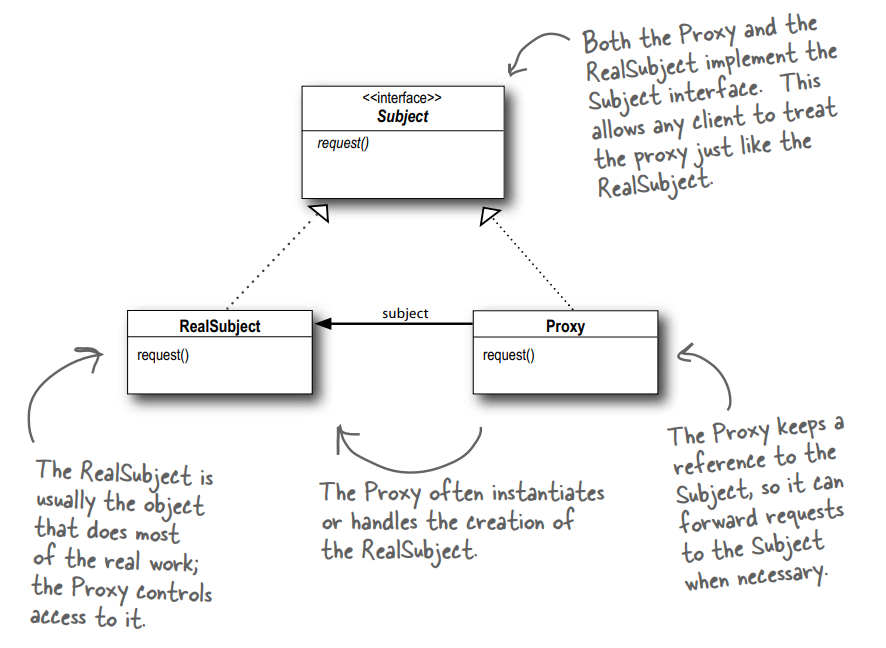 Both the Proxy and the
RealSubject implement the
Subject interface.  This
allows any client to treat
the proxy just like the
RealSubject.
<<interface>>
Subject
request()
RealSubject
request()
subject
Proxy
request()
The RealSubject is
usually the object
that does most
of the real work;
the Proxy controls
access to it.
The Proxy often instantiates
or handles the creation of
the RealSubject.
The Proxy keeps a
reference to the
Subject, so it can
forward requests
to the Subject
when necessary.